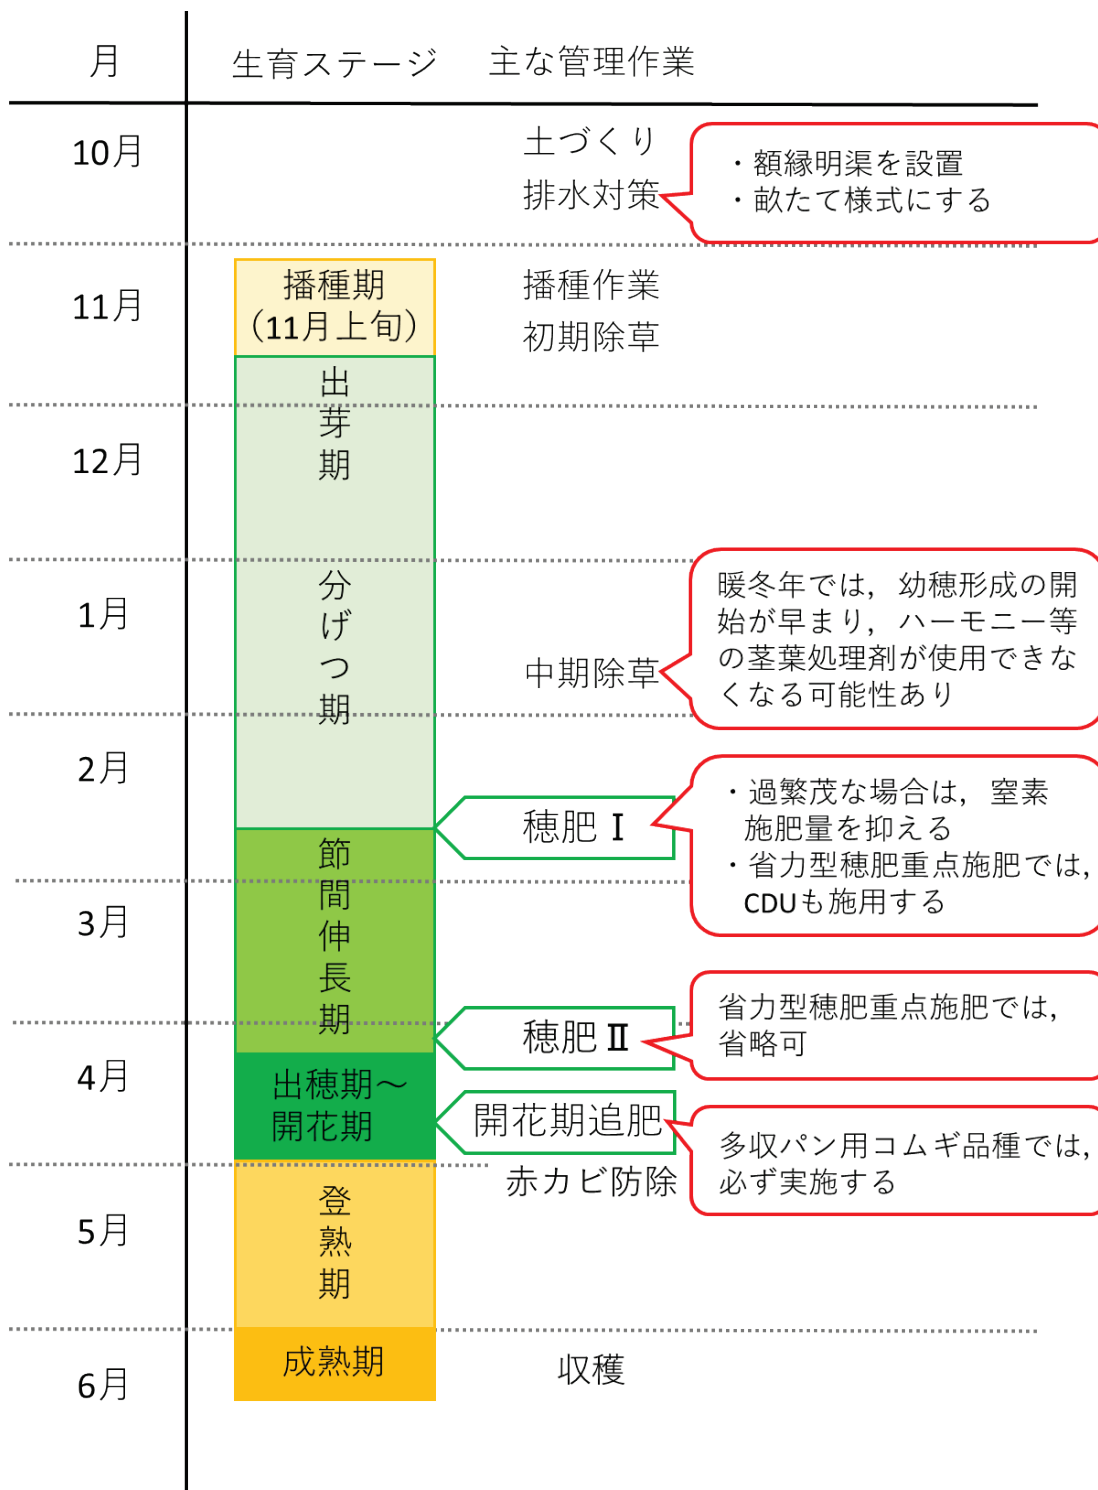 月
生育ステージ
主な管理作業
10月
土づくり
排水対策
・額縁明渠を設置
・畝たて様式にする
11月
播種期
（11月上旬）
播種作業
初期除草
出芽期
12月
1月
分げつ期
中期除草
暖冬年では，幼穂形成の開
始が早まり，ハーモニー等
の茎葉処理剤が使用できな
くなる可能性あり
2月
穂肥Ⅰ
・過繁茂な場合は，窒素
施肥量を抑える
・省力型穂肥重点施肥では，
CDUも施用する
節間伸長期
3月
穂肥Ⅱ
省力型穂肥重点施肥では，
省略可
4月
出穂期～
開花期
開花期追肥
多収パン用コムギ品種では，
必ず実施する
赤カビ防除
5月
登熟期
6月
成熟期
収穫